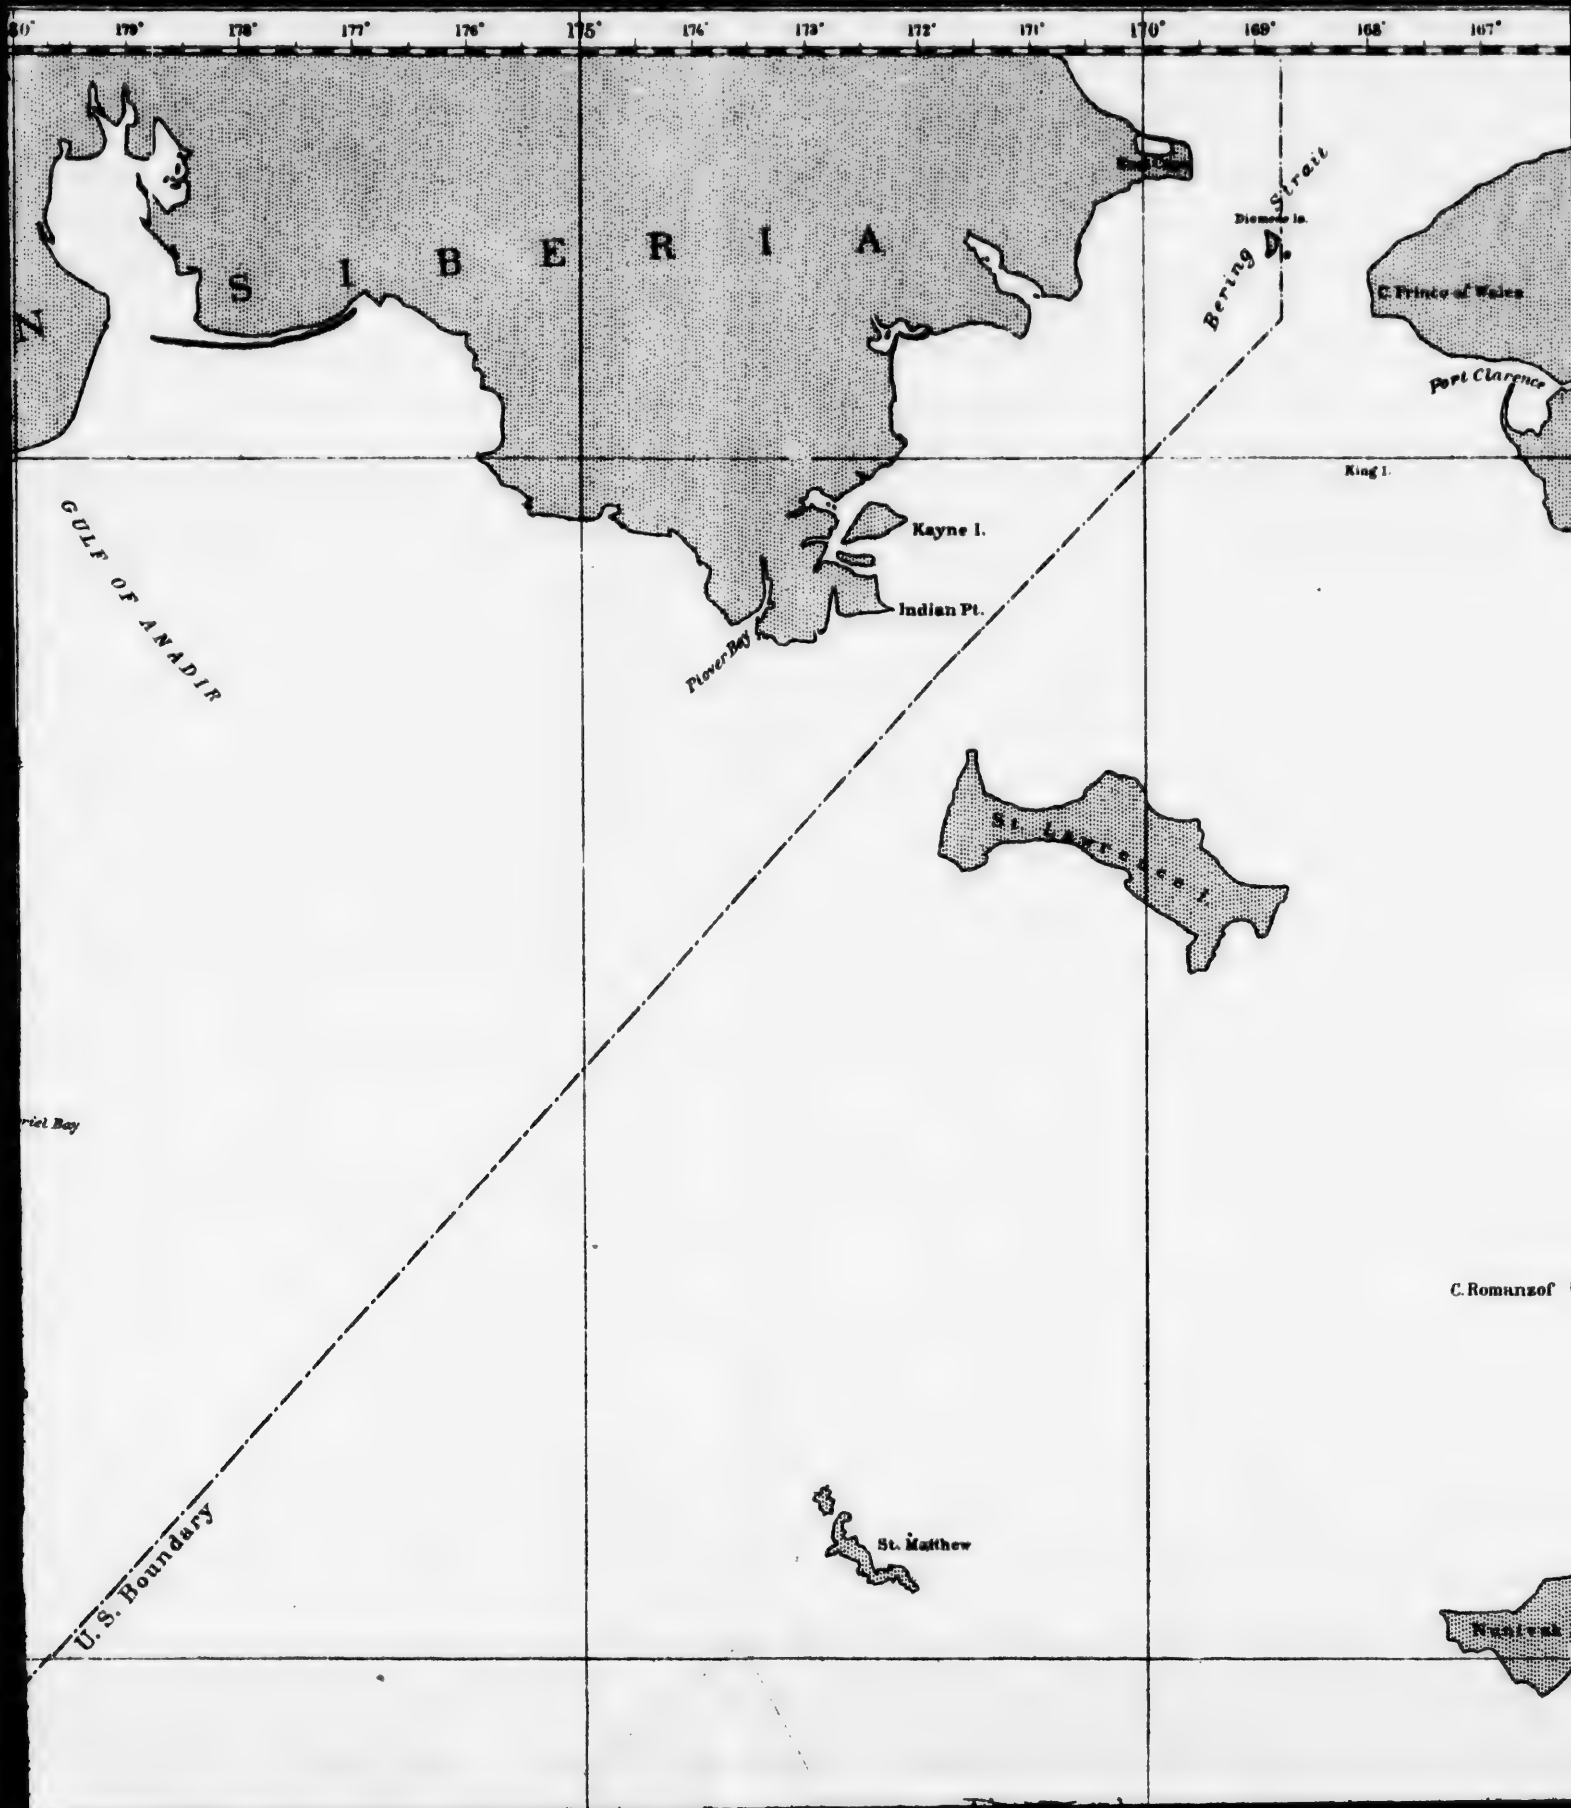 80° 179° 178° 177° 176° 175° 174° 173° 172° 171° 170° 169° 168° 167°
Bering Strait
Diomede Is.
N
SIBERIA
C. Prince of Wales
Port Clarence
King I.
GULF OF ANADIR
Kayne I.
Indian Pt.
Plover Bay
St. Lawrence I.
riel Bay
C. Romanzof
U. S. Boundary
St. Matthew
Nunivak